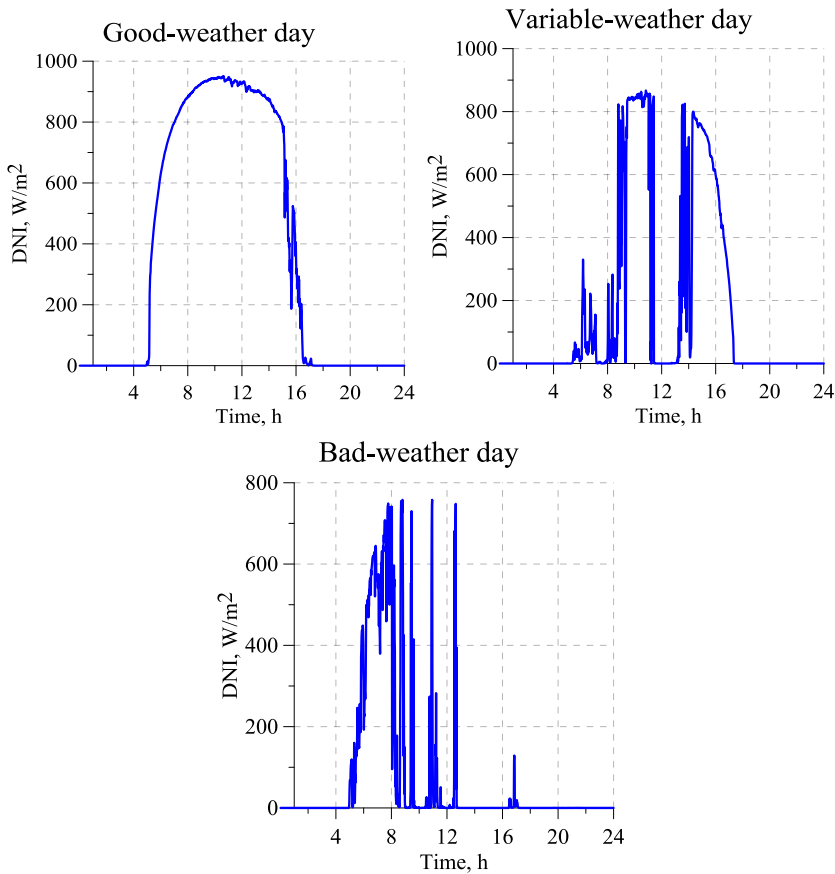 Good-weather day
1000
800
600
400
200
0
DNI, W/m2
4 8 12 16 20 24
Time, h
Variable-weather day
1000
800
600
400
200
0
DNI, W/m2
4 8 12 16 20 24
Time, h
Bad-weather day
800
600
400
200
0
DNI, W/m2
4 8 12 16 20 24
Time, h